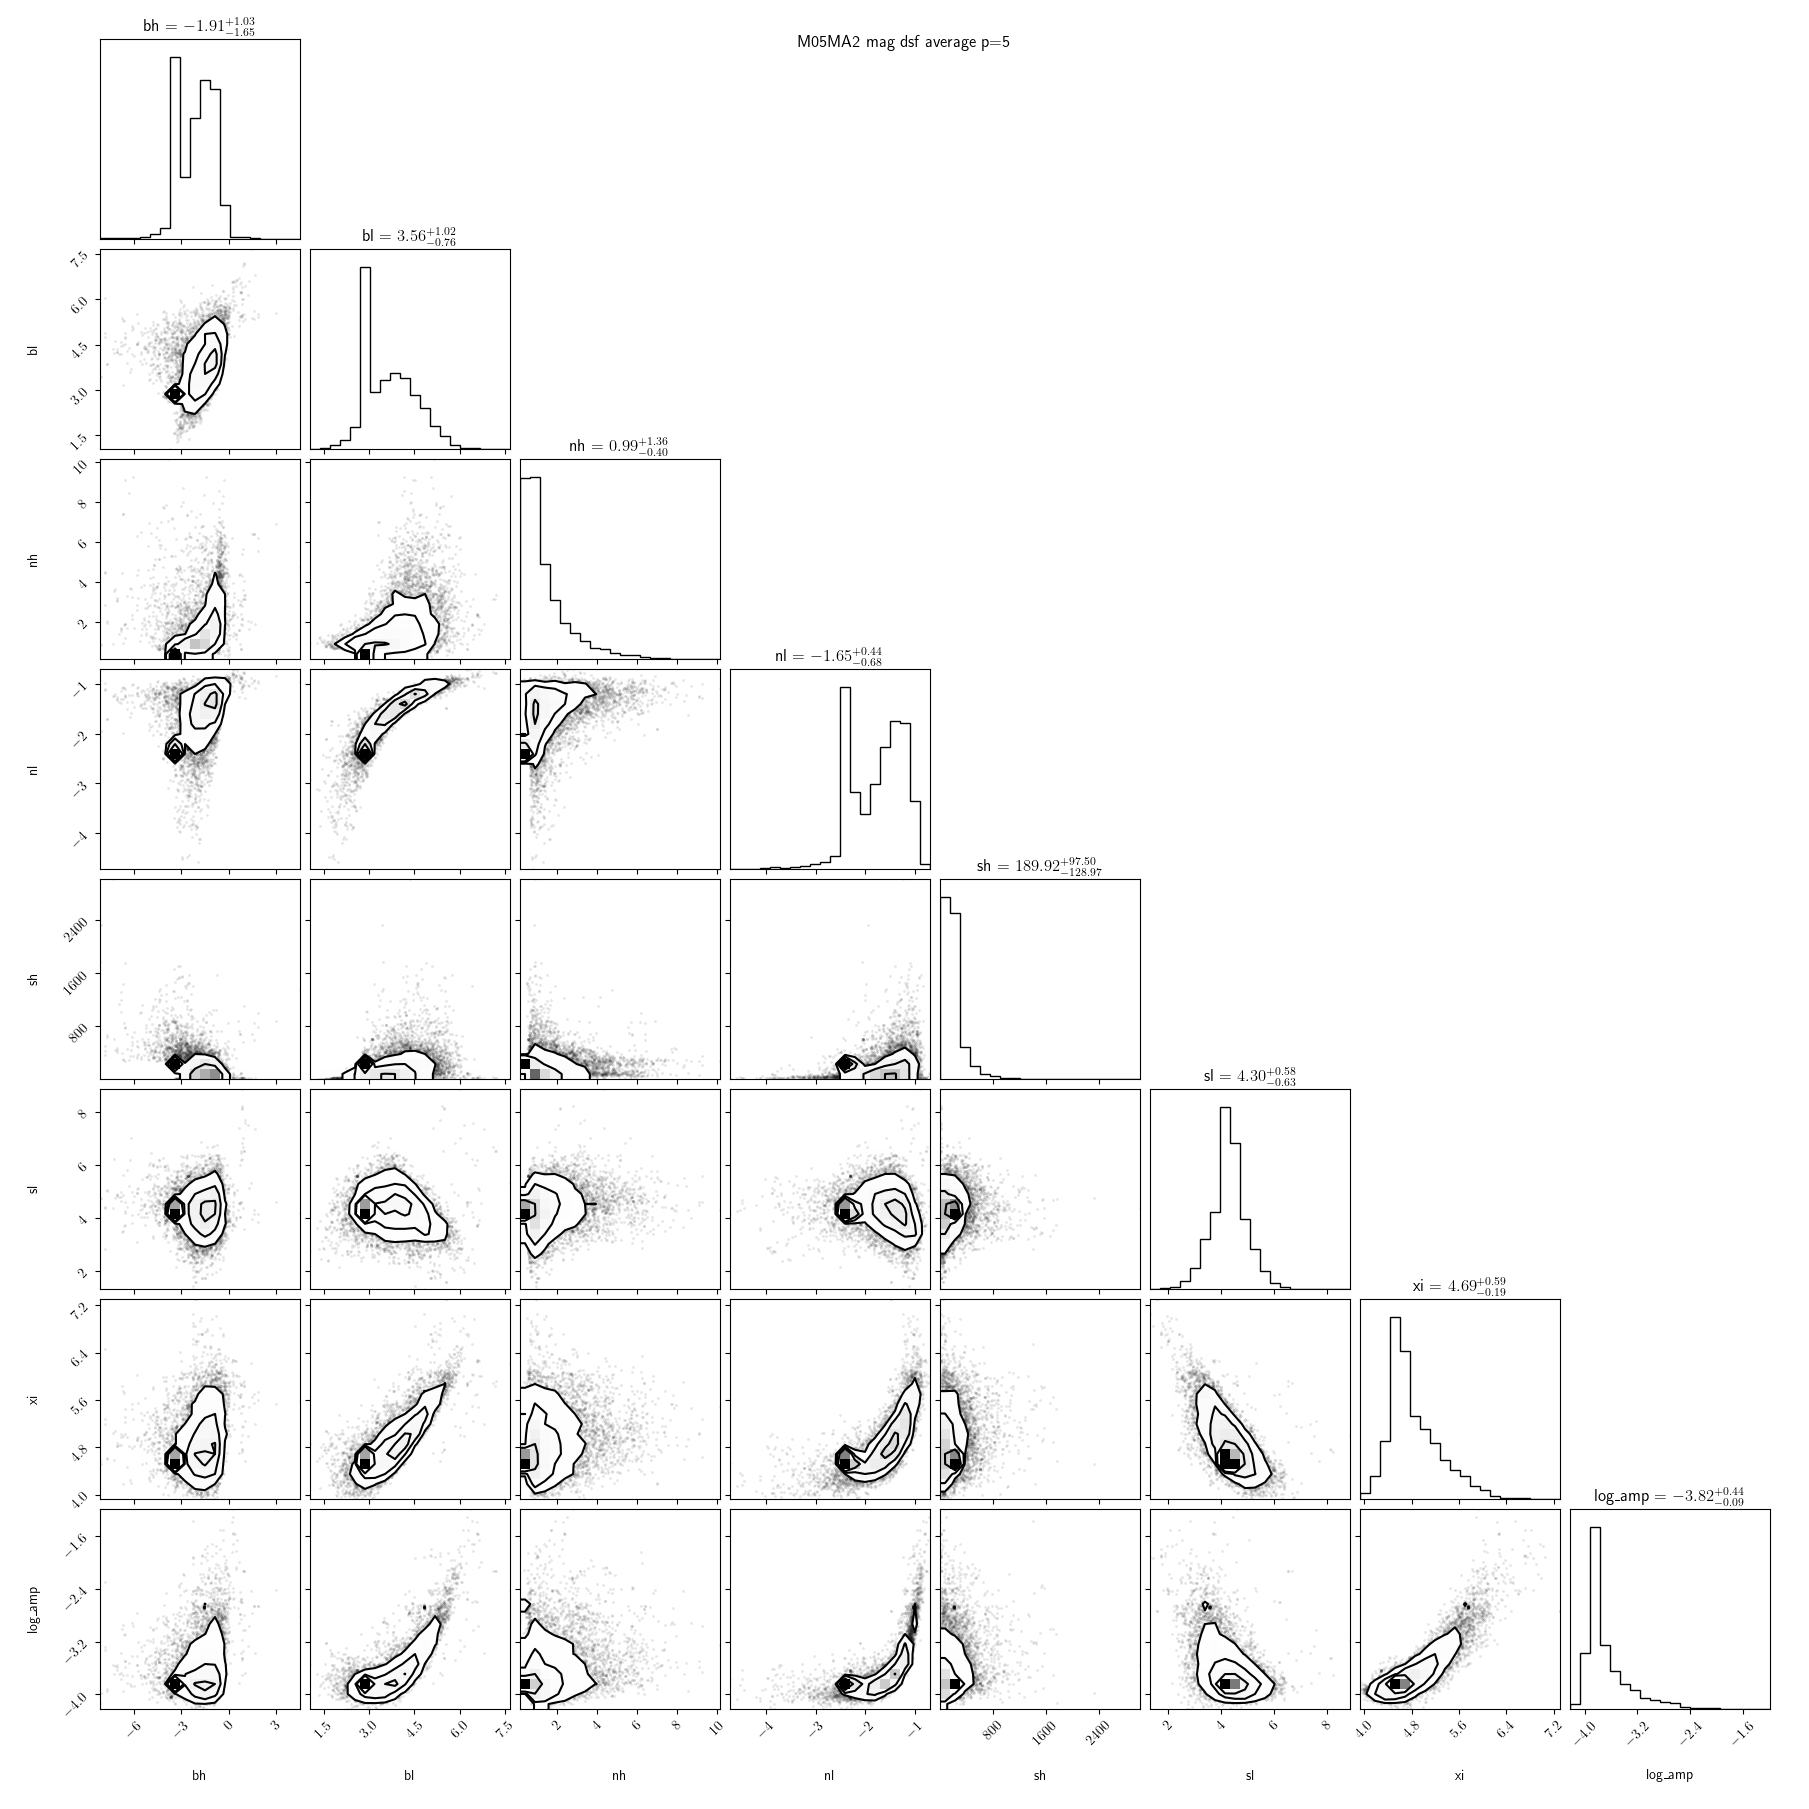 bh = −1.91+1.03 −1.65
M05MA2 mag dsf average p=5
bl = 3.56+1.02 −0.76
7.5
6.0
4.5
3.0
1.5
bl
nh = 0.99+1.36 −0.40
10
8
6
4
2
nh
nl = −1.65+0.44 −0.68
−1
−2
−3
−4
nl
sh = 189.92+97.50 −128.97
2400
1600
800
sh
sl = 4.30+0.58 −0.63
8
6
4
2
sl
xi = 4.69+0.59 −0.19
7.2
6.4
5.6
4.8
4.0
xi
log_amp = −3.82+0.44 −0.09
−1.6
−2.4
−3.2
−4.0
log_amp
−6 −3 0 3 1.5 3.0 4.5 6.0 7.5 2 4 6 8 10 −4 −3 −2 −1 800 1600 2400 2 4 6 8 4.0 4.8 5.6 6.4 7.2 −4.0 −3.2 −2.4 −1.6
bh bl nh nl sh sl xi log_amp